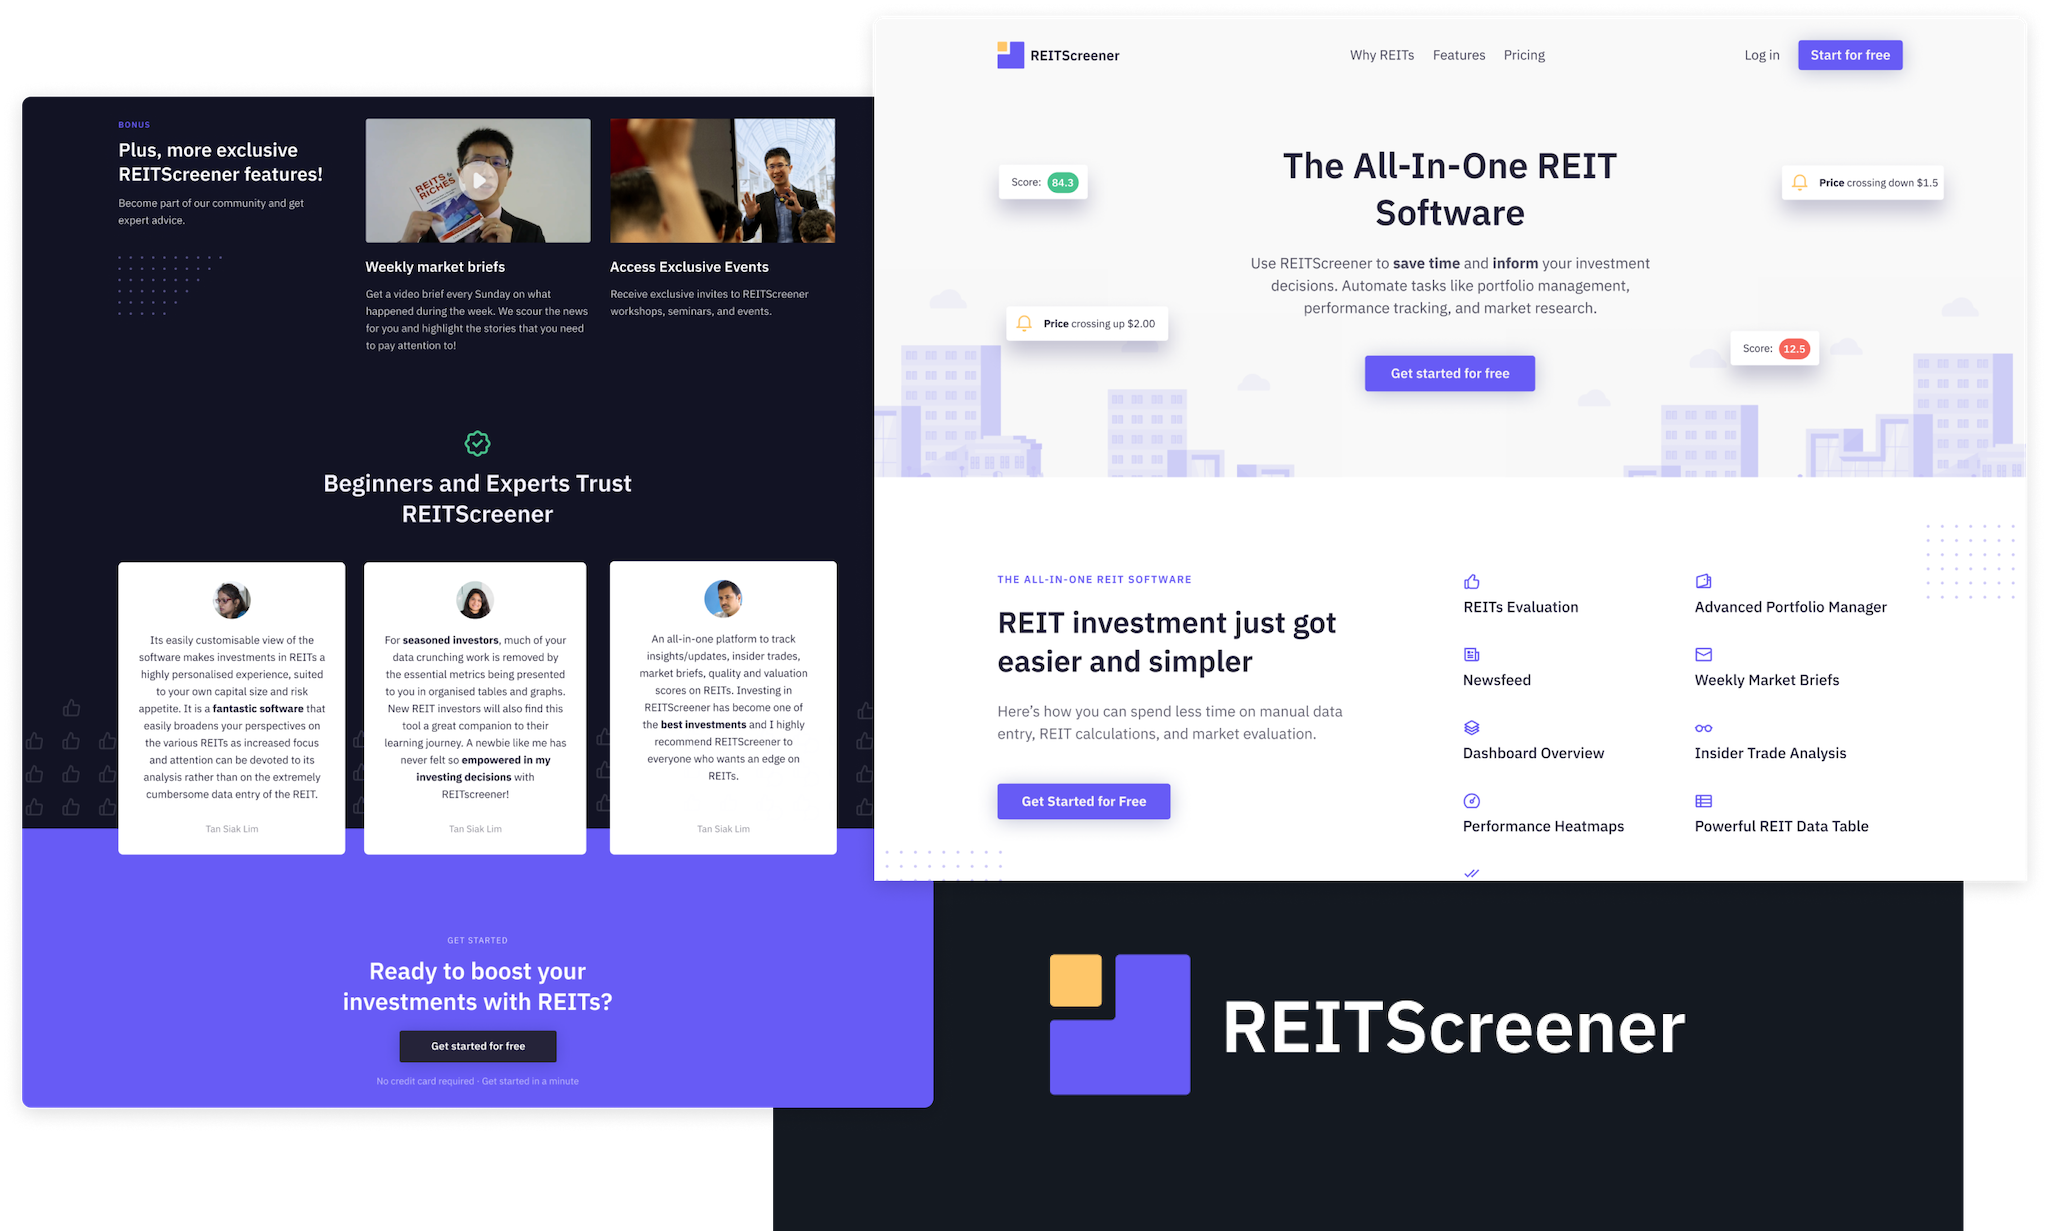 BONUS
Plus, more exclusive
REITScreener features!
Become part of our community and get
expert advice.
REITS
RICHES
Weekly market briefs
Get a video brief every Sunday on what
happened during the week. We scour the news
for you and highlight the stories that you need
to pay attention to!
Access Exclusive Events
Receive exclusive invites to REITScreener
workshops, seminars, and events.
Beginners and Experts Trust
REITScreener
Its easily customisable view of the
software makes investments in REITs a
highly personalised experience, suited
to your own capital size and risk
appetite. It is a fantastic software that
easily broadens your perspectives on
the various REITs as increased focus
and attention can be devoted to its
analysis rather than on the extremely
cumbersome data entry of the REIT.
Tan Siak Lim
For seasoned investors, much of your
data crunching work is removed by
the essential metrics being presented
to you in organised tables and graphs.
New REIT investors will also find this
tool a great companion to their
learning journey. A newbie like me has
never felt so empowered in my
investing decisions with
REITscreener!
Tan Siak Lim
An all-in-one platform to track
insights/updates, insider trades,
market briefs, quality and valuation
scores on REITs. Investing in
REITScreener has become one of
the best investments and I highly
recommend REITScreener to
everyone who wants an edge on
REITs.
Tan Siak Lim
GET STARTED
Ready to boost your
investments with REITs?
Get started for free
No credit card required · Get started in a minute
REITScreener
Why REITs Features Pricing
Log in
Start for free
The All-In-One REIT
Software
Use REITScreener to save time and inform your investment
decisions. Automate tasks like portfolio management,
performance tracking, and market research.
Get started for free
Score: 84.3
Price crossing up $2.00
Price crossing down $1.5
Score: 12.5
THE ALL-IN-ONE REIT SOFTWARE
REIT investment just got
easier and simpler
Here's how you can spend less time on manual data
entry, REIT calculations, and market evaluation.
Get Started for Free
REITs Evaluation
Advanced Portfolio Manager
Newsfeed
Weekly Market Briefs
Dashboard Overview
Insider Trade Analysis
Performance Heatmaps
Powerful REIT Data Table
REITScreener